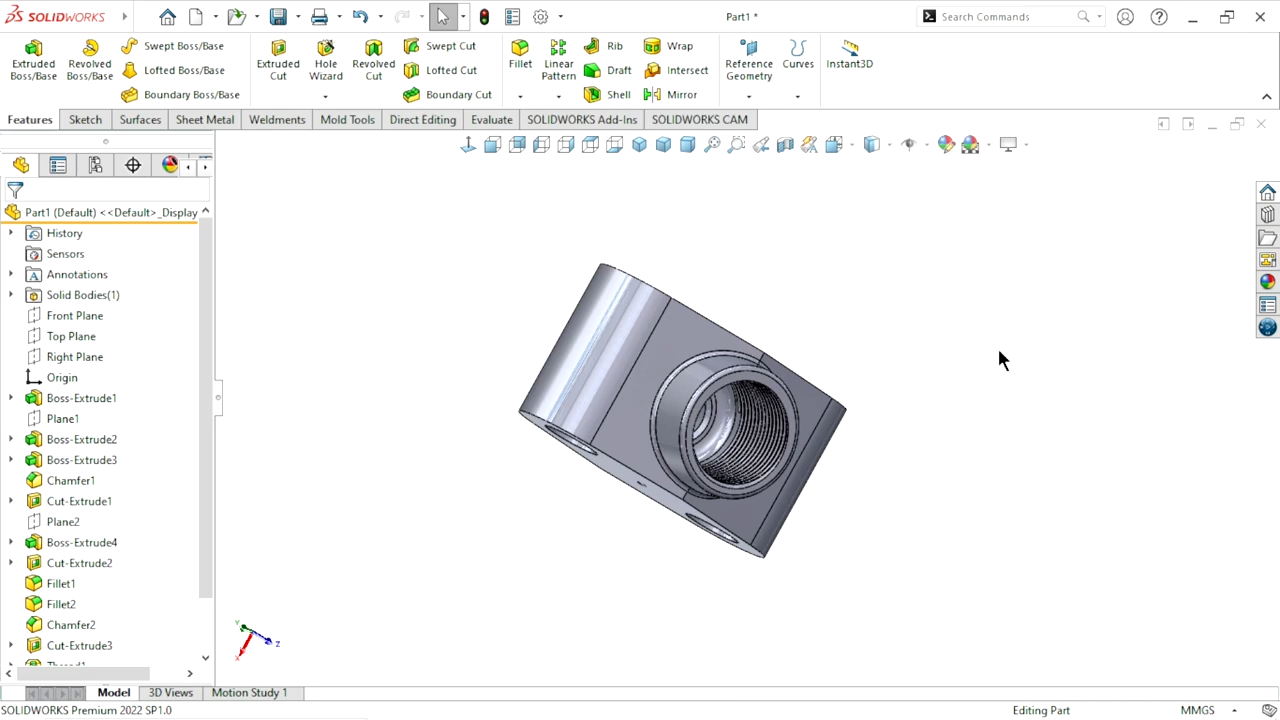 SOLIDWORKS
Part1 *
Search Commands
Extruded Boss/Base
Revolved Boss/Base
Swept Boss/Base
Lofted Boss/Base
Boundary Boss/Base
Extruded Cut
Hole Wizard
Revolved Cut
Swept Cut
Lofted Cut
Boundary Cut
Fillet
Linear Pattern
Rib
Draft
Shell
Wrap
Intersect
Mirror
Reference Geometry
Curves
Instant3D
Features
Sketch
Surfaces
Sheet Metal
Weldments
Mold Tools
Direct Editing
Evaluate
SOLIDWORKS Add-Ins
SOLIDWORKS CAM
Part1 (Default) <<Default>_Display
History
Sensors
Annotations
Solid Bodies(1)
Front Plane
Top Plane
Right Plane
Origin
Boss-Extrude1
Plane1
Boss-Extrude2
Boss-Extrude3
Chamfer1
Cut-Extrude1
Plane2
Boss-Extrude4
Cut-Extrude2
Fillet1
Fillet2
Chamfer2
Cut-Extrude3
Thread1
Y
Z
X
Model
3D Views
Motion Study 1
SOLIDWORKS Premium 2022 SP1.0
Editing Part
MMGS